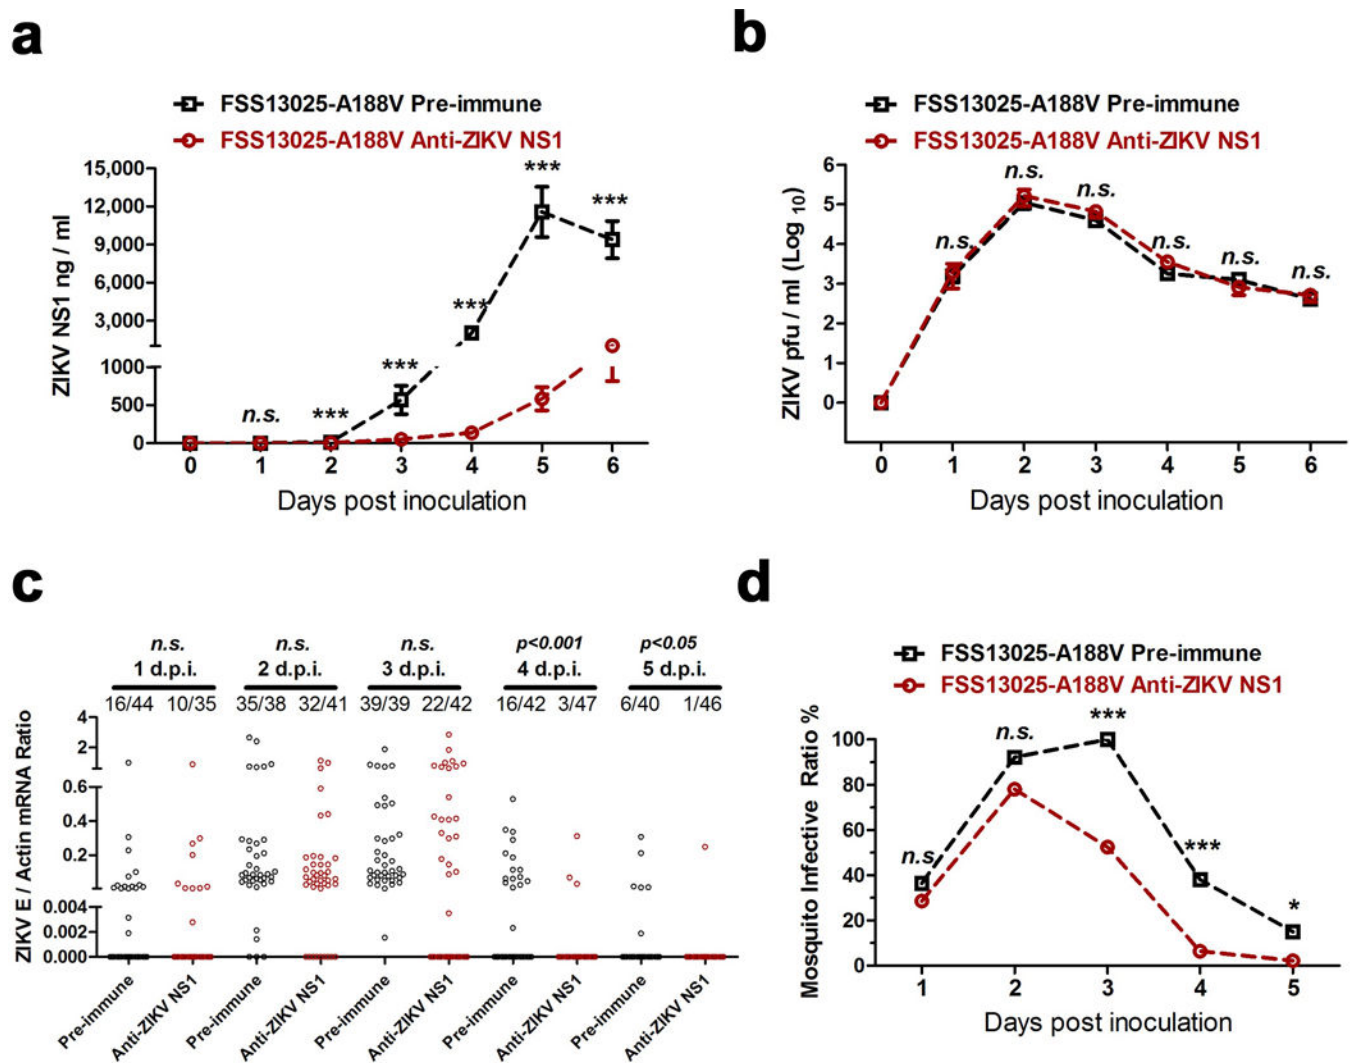 a
FSS13025-A188V Pre-immune
FSS13025-A188V Anti-ZIKV NS1
ZIKV NS1 ng / ml
15,000
12,000
9,000
6,000
3,000
1000
500
0
n.s.
***
***
***
***
***
0 1 2 3 4 5 6
Days post inoculation
b
FSS13025-A188V Pre-immune
FSS13025-A188V Anti-ZIKV NS1
ZIKV pfu / ml (Log 10)
6
5
4
3
2
1
0
n.s.
n.s.
n.s.
n.s.
n.s.
n.s.
0 1 2 3 4 5 6
Days post inoculation
c
n.s. n.s. n.s. p<0.001 p<0.05
1 d.p.i. 2 d.p.i. 3 d.p.i. 4 d.p.i. 5 d.p.i.
16/44 10/35 35/38 32/41 39/39 22/42 16/42 3/47 6/40 1/46
ZIKV E / Actin mRNA Ratio
4
2
0.6
0.4
0.2
0.004
0.002
0.000
Pre-immune
Anti-ZIKV NS1
Pre-immune
Anti-ZIKV NS1
Pre-immune
Anti-ZIKV NS1
Pre-immune
Anti-ZIKV NS1
Pre-immune
Anti-ZIKV NS1
d
FSS13025-A188V Pre-immune
FSS13025-A188V Anti-ZIKV NS1
Mosquito Infective Ratio %
100
80
60
40
20
0
n.s
n.s.
***
***
*
1 2 3 4 5
Days post inoculation